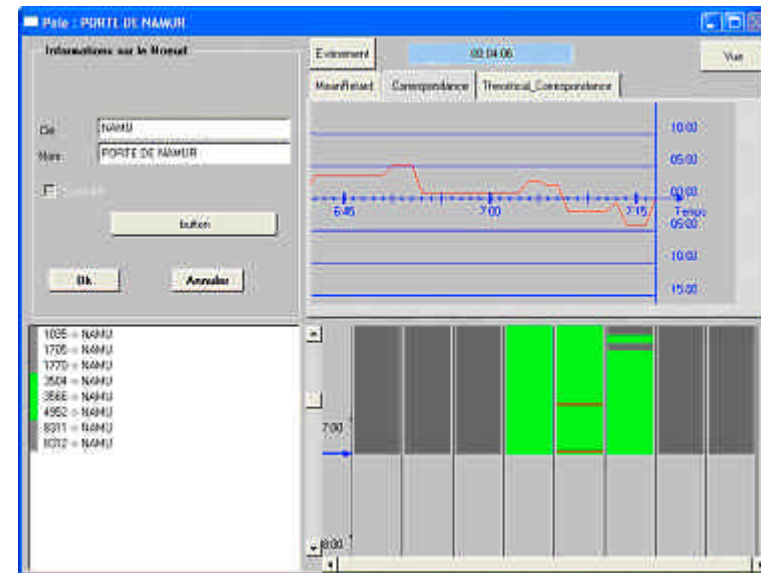 Pole : PORTE DE NAMUR
Informations sur le Noeud
Evènement
00:04:06
Vue
MeanRetard
Correspondance
Theoritical_Correspondance
Cle
NAMU
Nom
PORTE DE NAMUR
button
Ok
Annuler
10:00
05:00
00:00
6:45
7:00
7:15
Temps
05:00
10:00
15:00
1035 -> NAMU
1705 -> NAMU
1770 -> NAMU
3504 -> NAMU
3566 -> NAMU
4952 -> NAMU
8311 -> NAMU
8312 -> NAMU
7:00
8:00